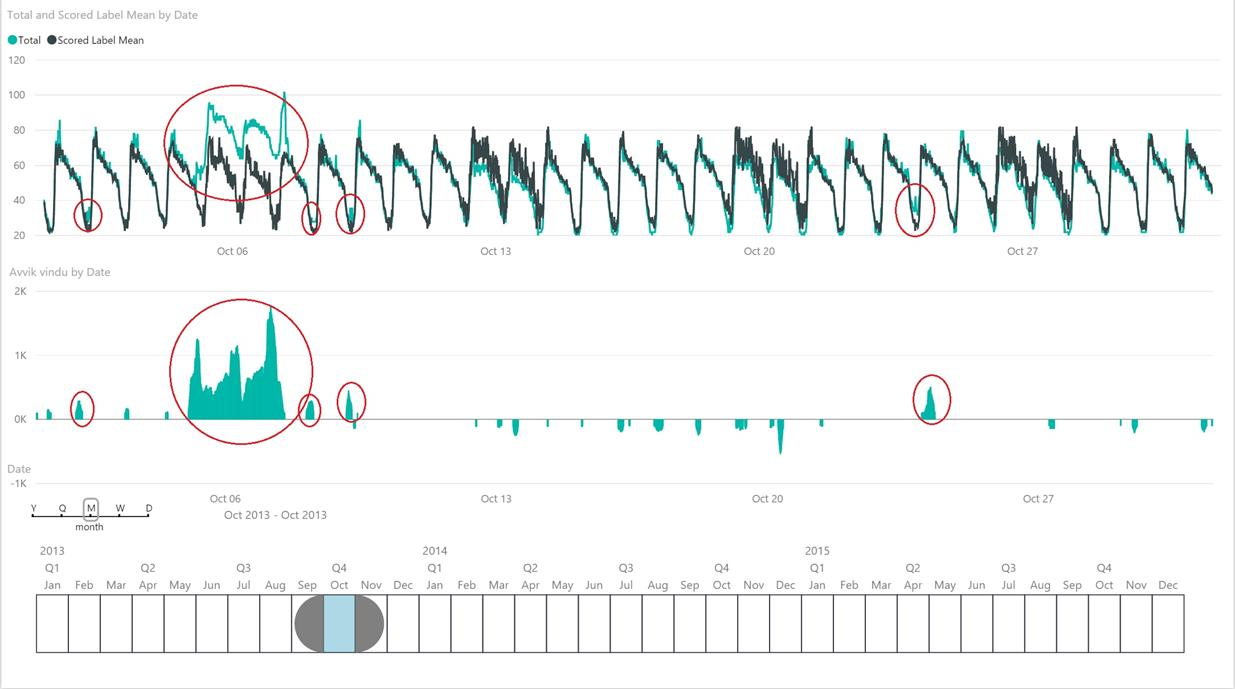 Total and Scored Label Mean by Date
Total Scored Label Mean
120
100
80
60
40
20
Oct 06 Oct 13 Oct 20 Oct 27
Avvik vindu by Date
2K
1K
0K
-1K
Oct 06 Oct 13 Oct 20 Oct 27
Date
Y Q M W D
month
Oct 2013 - Oct 2013
2013 2014 2015
Q1 Q2 Q3 Q4 Q1 Q2 Q3 Q4 Q1 Q2 Q3 Q4
Jan Feb Mar Apr May Jun Jul Aug Sep Oct Nov Dec Jan Feb Mar Apr May Jun Jul Aug Sep Oct Nov Dec Jan Feb Mar Apr May Jun Jul Aug Sep Oct Nov Dec